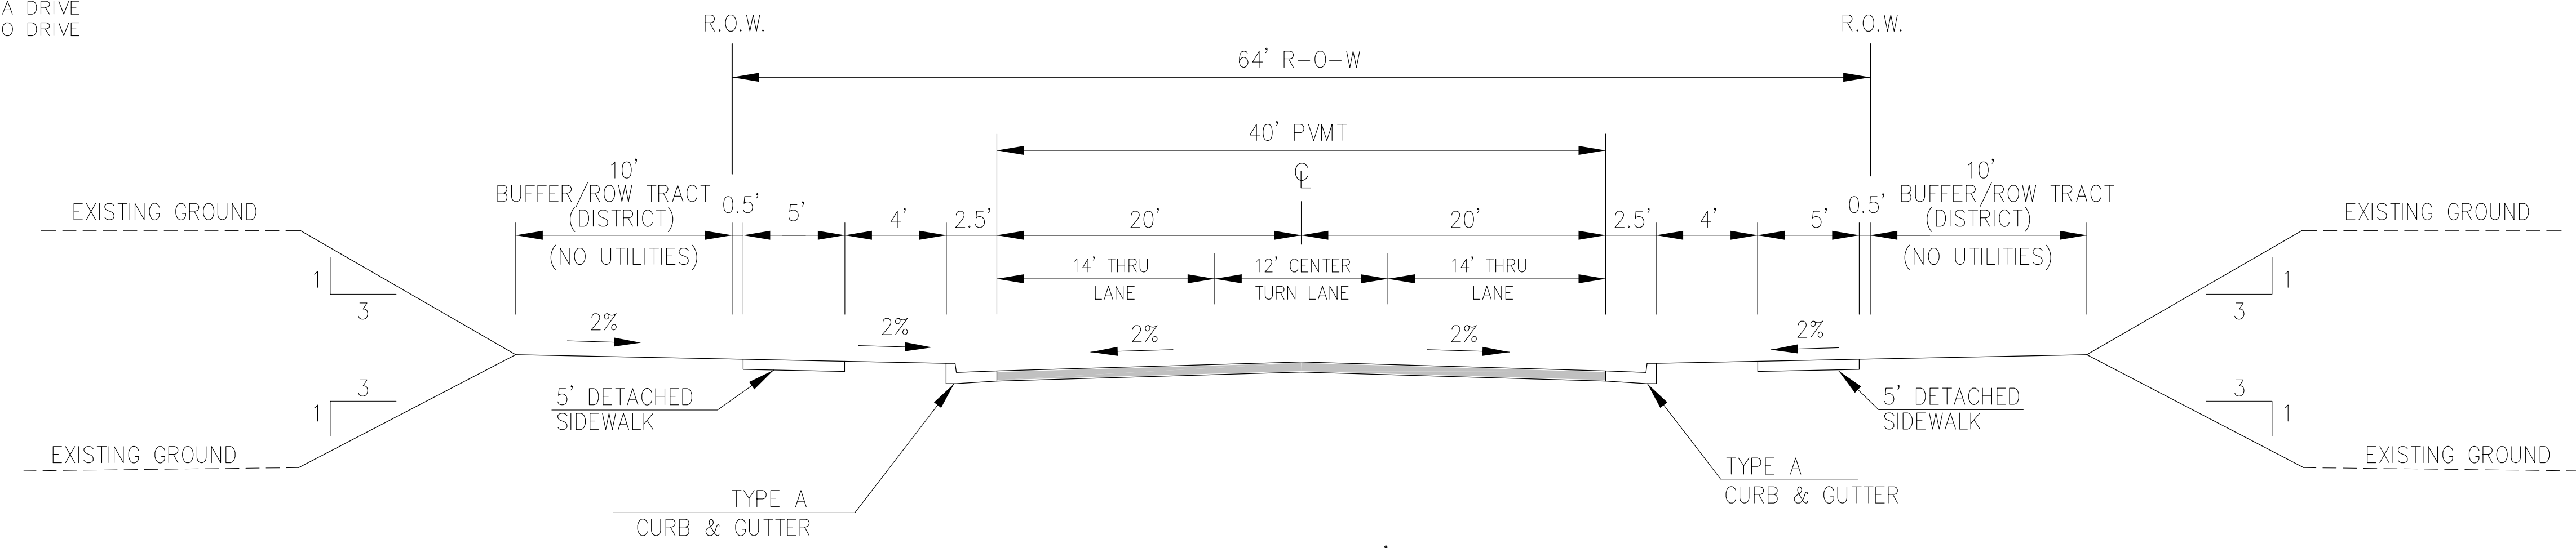 A DRIVE
O DRIVE
R.O.W.
R.O.W.
64' R-O-W
40' PVMT
℄
10'
BUFFER/ROW TRACT
(DISTRICT)
(NO UTILITIES)
0.5'
5'
4'
2.5'
20'
20'
2.5'
4'
5'
0.5'
10'
BUFFER/ROW TRACT
(DISTRICT)
(NO UTILITIES)
EXISTING GROUND
EXISTING GROUND
14' THRU
LANE
12' CENTER
TURN LANE
14' THRU
LANE
1
3
1
3
2%
2%
2%
2%
2%
3
1
3
1
5' DETACHED
SIDEWALK
5' DETACHED
SIDEWALK
EXISTING GROUND
EXISTING GROUND
TYPE A
CURB & GUTTER
TYPE A
CURB & GUTTER